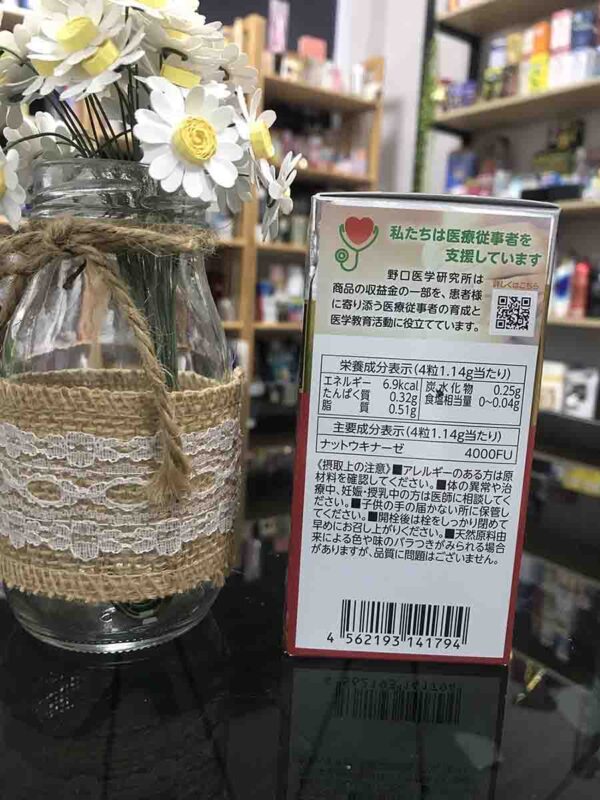 私たちは医療従事者を
支援しています
野口医学研究所は
商品の収益金の一部を、患者様
に寄り添う医療従事者の育成と
医学教育活動に役立てています。
詳しくはこちら
栄養成分表示(4粒1.14g当たり)
エネルギー 6.9kcal 炭水化物 0.25g
たんぱく質 0.32g 食塩相当量 0~0.04g
脂質 0.51g
主要成分表示(4粒1.14g当たり)
ナットウキナーゼ 4000FU
《摂取上の注意》■アレルギーのある方は原
材料を確認してください。■体の異常や治
療中、妊娠・授乳中の方は医師に相談してく
ださい。■子供の手の届かない所に保管し
てください。■開栓後は栓をしっかり閉めて
早めにお召し上がりください。■天然原料由
来による色や味のバラつきがみられる場合
がありますが、品質に問題はございません。
4 562193 141794